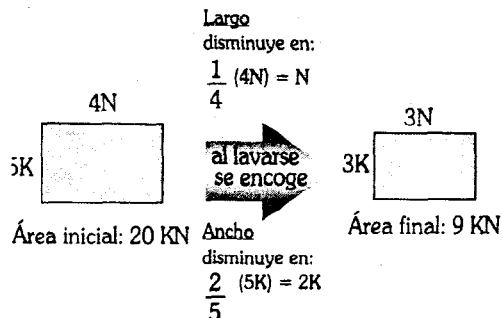 Largo
disminuye en:
1/4 (4N) = N
4N
5K
Área inicial: 20 KN
al lavarse
se encoge
3N
3K
Área final: 9 KN
Ancho
disminuye en:
2/5 (5K) = 2K